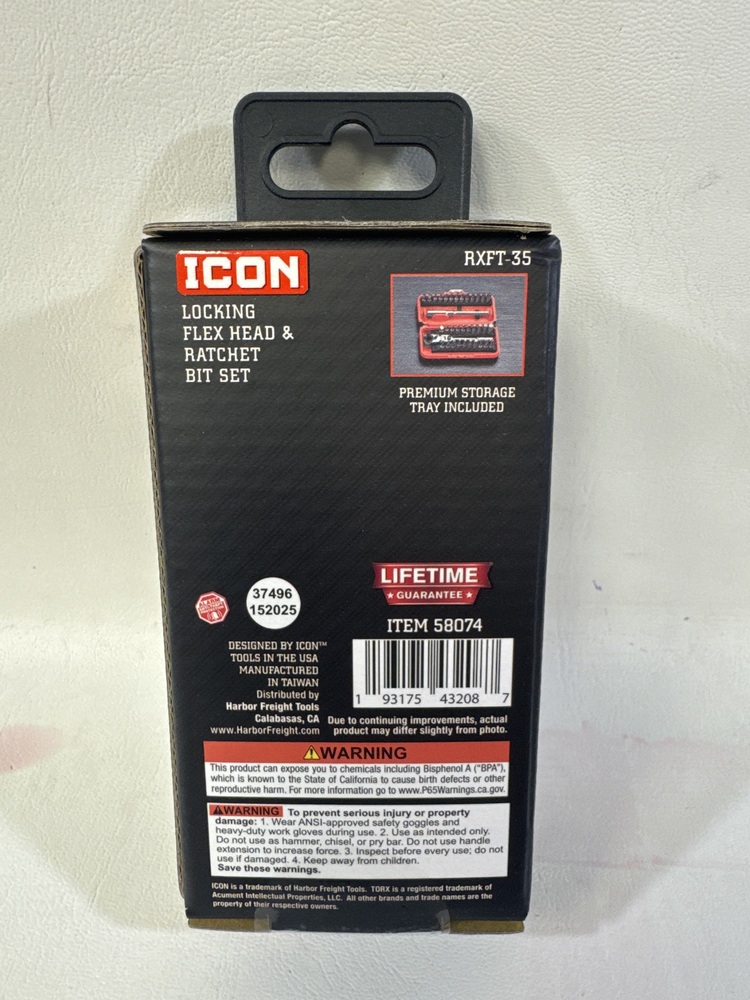 ICON
RXFT-35
LOCKING
FLEX HEAD &
RATCHET
BIT SET
PREMIUM STORAGE
TRAY INCLUDED
LIFETIME
GUARANTEE
37496
152025
ITEM 58074
1 93175 43208 7
DESIGNED BY ICON™
TOOLS IN THE USA
MANUFACTURED
IN TAIWAN
Distributed by
Harbor Freight Tools
Calabasas, CA
www.HarborFreight.com
Due to continuing improvements, actual
product may differ slightly from photo.
WARNING
This product can expose you to chemicals including Bisphenol A ("BPA"),
which is known to the State of California to cause birth defects or other
reproductive harm. For more information go to www.P65Warnings.ca.gov.
WARNING To prevent serious injury or property
damage: 1. Wear ANSI-approved safety goggles and
heavy-duty work gloves during use. 2. Use as intended only.
Do not use as hammer, chisel, or pry bar. Do not use handle
extension to increase force. 3. Inspect before every use; do not
use if damaged. 4. Keep away from children.
Save these warnings.
ICON is a trademark of Harbor Freight Tools. TORX is a registered trademark of
Acument Intellectual Properties, LLC. All other brands and trade names are the
property of their respective owners.